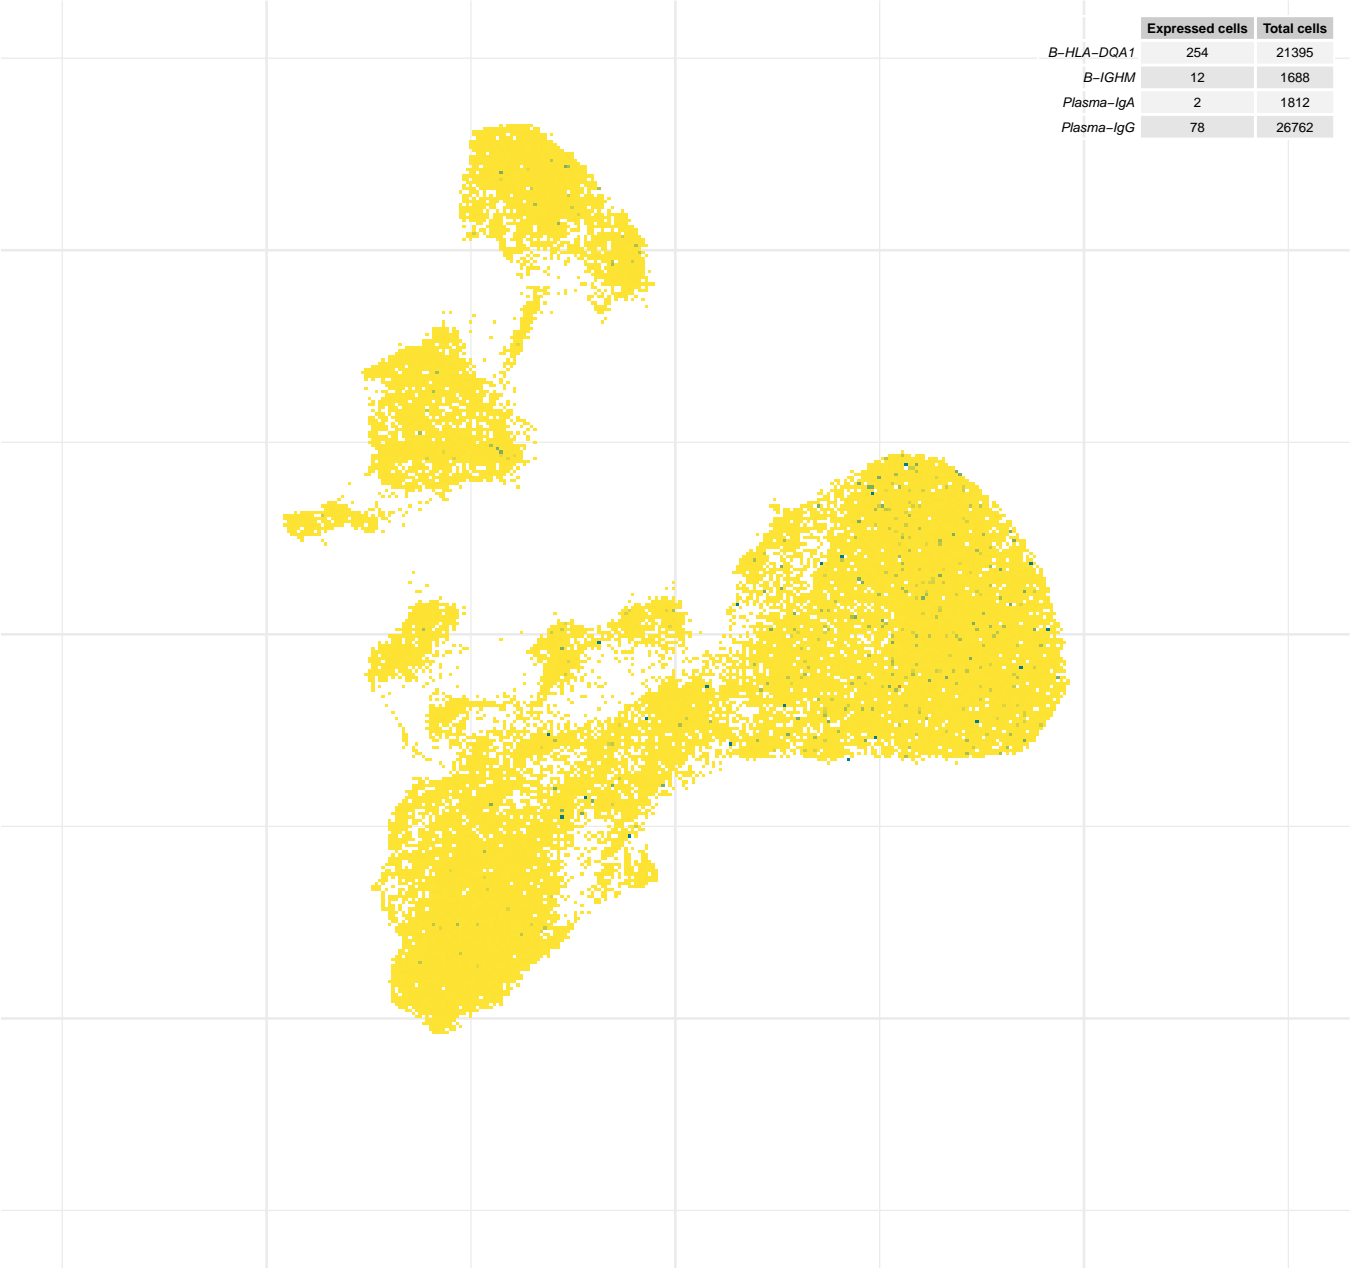 Expressed cells Total cells
B−HLA−DQA1 254 21395
B−IGHM 12 1688
Plasma−IgA 2 1812
Plasma−IgG 78 26762